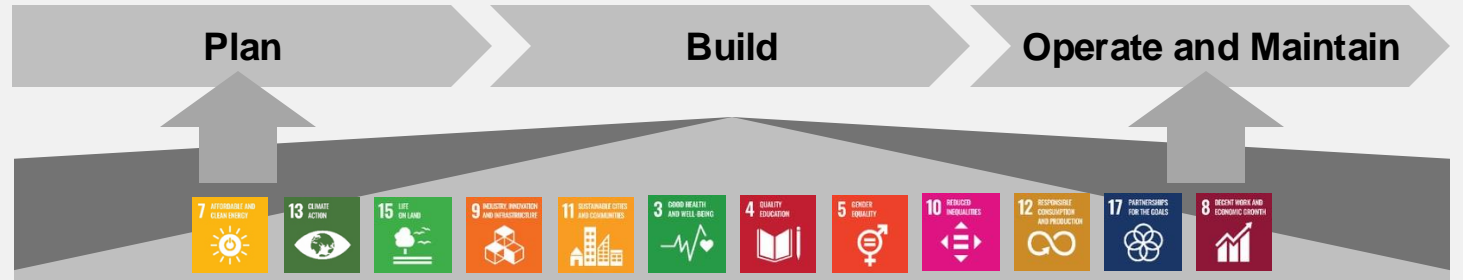 Plan
Build
Operate and Maintain
7 AFFORDABLE AND
CLEAN ENERGY
13 CLIMATE
ACTION
15 LIFE
ON LAND
9 INDUSTRY, INNOVATION
AND INFRASTRUCTURE
11 SUSTAINABLE CITIES
AND COMMUNITIES
3 GOOD HEALTH
AND WELL-BEING
4 QUALITY
EDUCATION
5 GENDER
EQUALITY
10 REDUCED
INEQUALITIES
12 RESPONSIBLE
CONSUMPTION
AND PRODUCTION
17 PARTNERSHIPS
FOR THE GOALS
8 DECENT WORK AND
ECONOMIC GROWTH